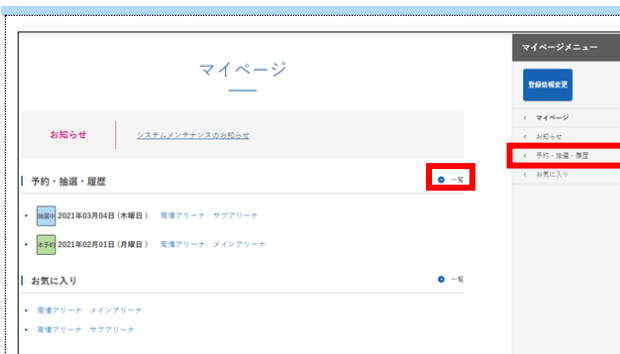 マイページ
お知らせ システムメンテナンスのお知らせ
予約・抽選・履歴 一覧
抽選中 2021年03月04日(木曜日) 南備アリーナ サブアリーナ
本予約 2021年02月01日(月曜日) 南備アリーナ メインアリーナ
お気に入り 一覧
南備アリーナ メインアリーナ
南備アリーナ サブアリーナ
マイページメニュー
登録情報変更
マイページ
お知らせ
予約・抽選・履歴
お気に入り